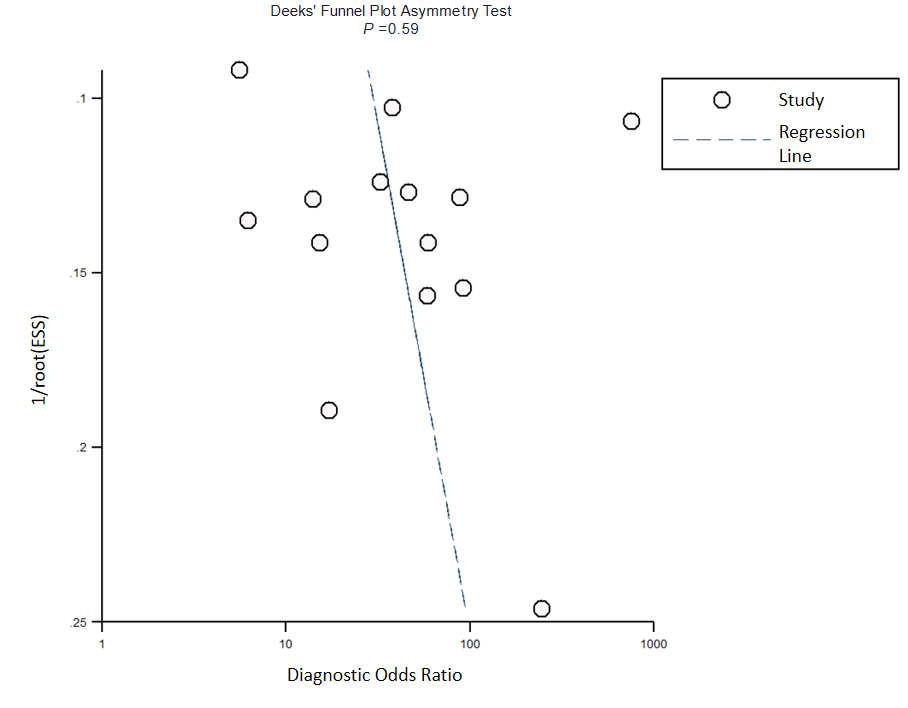 Deeks' Funnel Plot Asymmetry Test
P =0.59
Study
Regression
Line
.1
.15
.2
.25
1/root(ESS)
1
10
100
1000
Diagnostic Odds Ratio